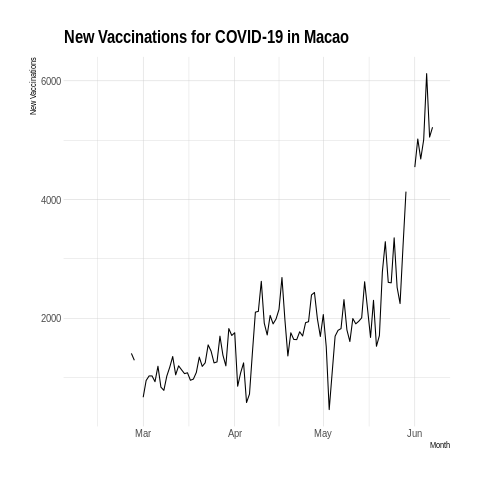 New Vaccinations for COVID-19 in Macao
New Vaccinations
6000
4000
2000
Mar
Apr
May
Jun
Month